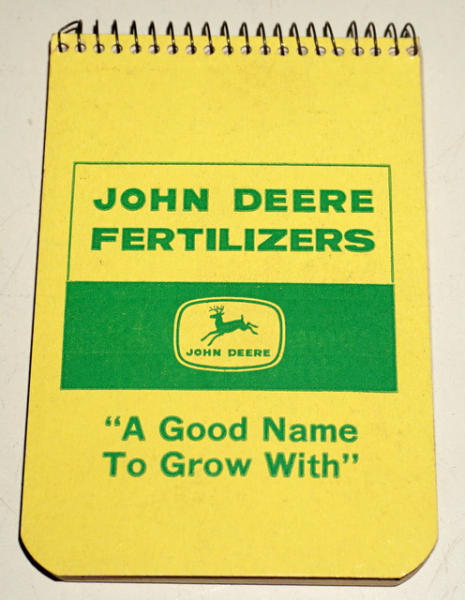 JOHN DEERE
FERTILIZERS
JOHN DEERE
“A Good Name
To Grow With”